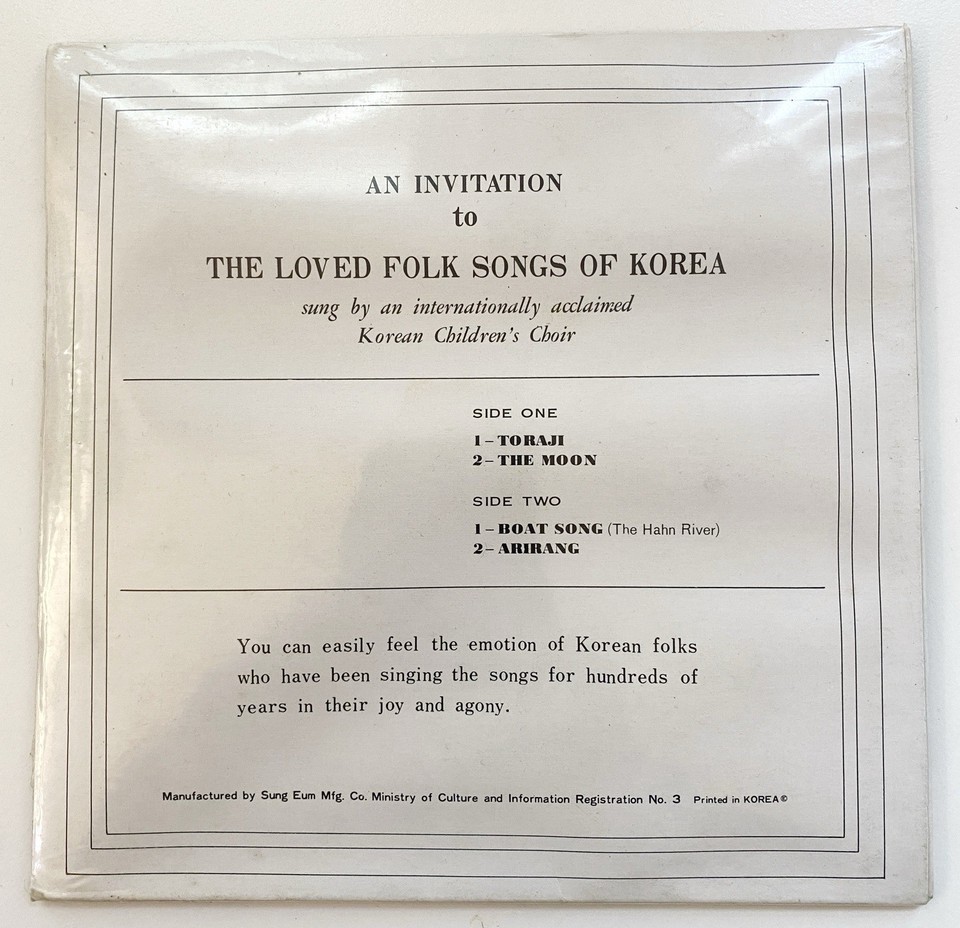 AN INVITATION
to
THE LOVED FOLK SONGS OF KOREA
sung by an internationally acclaimed
Korean Children's Choir
SIDE ONE
1 – TORAJI
2 – THE MOON
SIDE TWO
1 – BOAT SONG (The Hahn River)
2 – ARIRANG
You can easily feel the emotion of Korean folks
who have been singing the songs for hundreds of
years in their joy and agony.
Manufactured by Sung Eum Mfg. Co. Ministry of Culture and Information Registration No. 3 Printed in KOREA©